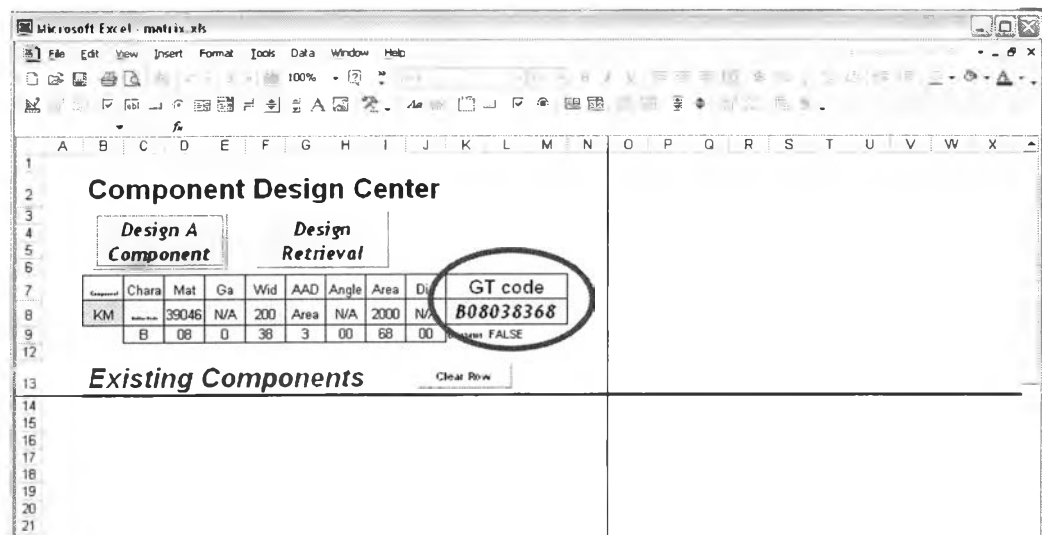 Microsoft Excel - matrix.xls
File Edit View Insert Format Tools Data Window Help
100%
fx
A B C D E F G H I J K L M N O P Q R S T U V W X
1
2 Component Design Center
3
4 Design A Design
5 Component Retrieval
6
7 Chara Mat Ga Wid AAD Angle Area Di GT code
8 KM 39046 N/A 200 Area N/A 2000 N/A B08038368
9 B 08 0 38 3 00 68 00 FALSE
12
13 Existing Components Clear Row
14
15
16
17
18
19
20
21